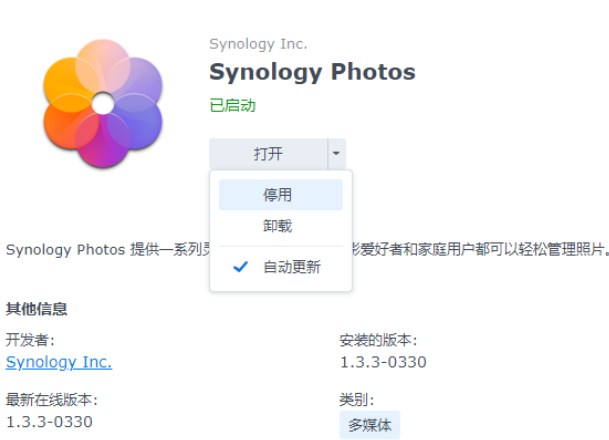 Synology Inc.
Synology Photos
已启动
打开
停用
卸载
自动更新
Synology Photos 提供一系列 爱好者和家庭用户都可以轻松管理照片。
其他信息
开发者:
Synology Inc.
安装的版本:
1.3.3-0330
最新在线版本:
1.3.3-0330
类别:
多媒体